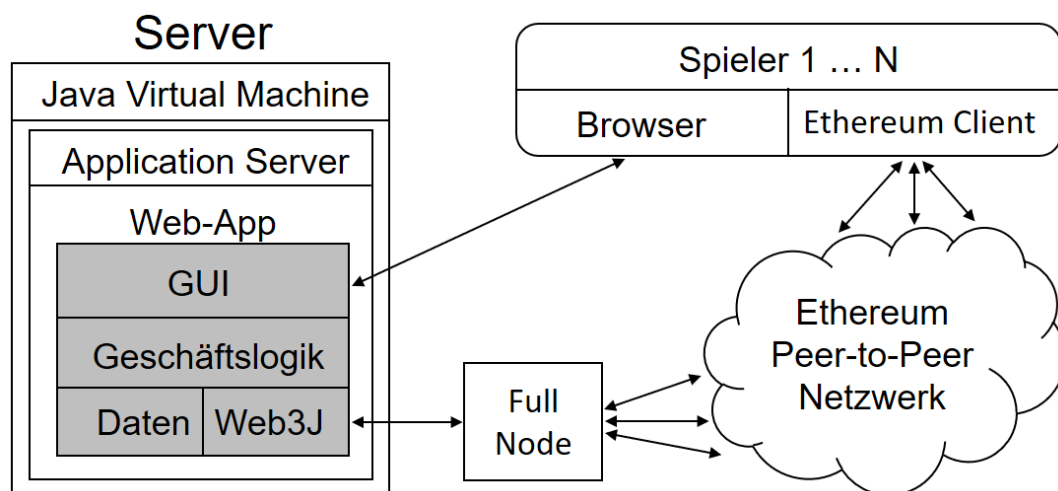 Server
Java Virtual Machine
Application Server
Web-App
GUI
Geschäftslogik
Daten
Web3J
Full
Node
Spieler 1 ... N
Browser
Ethereum Client
Ethereum
Peer-to-Peer
Netzwerk